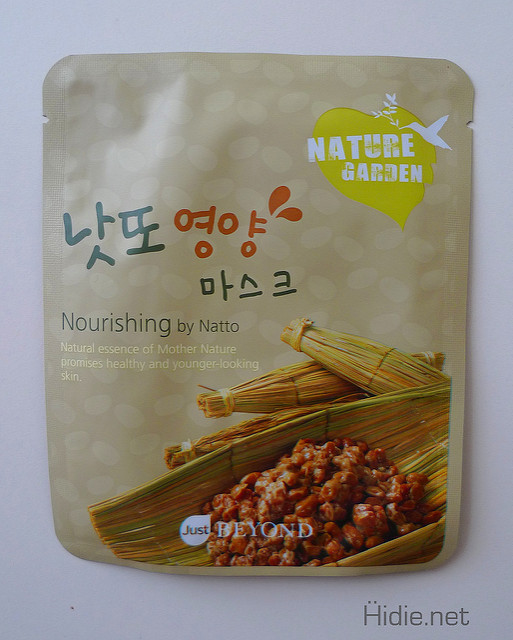 NATURE
GARDEN
낫또 영양
마스크
Nourishing by Natto
Natural essence of Mother Nature
promises healthy and younger-looking
skin.
Just BEYOND
Hidie.net